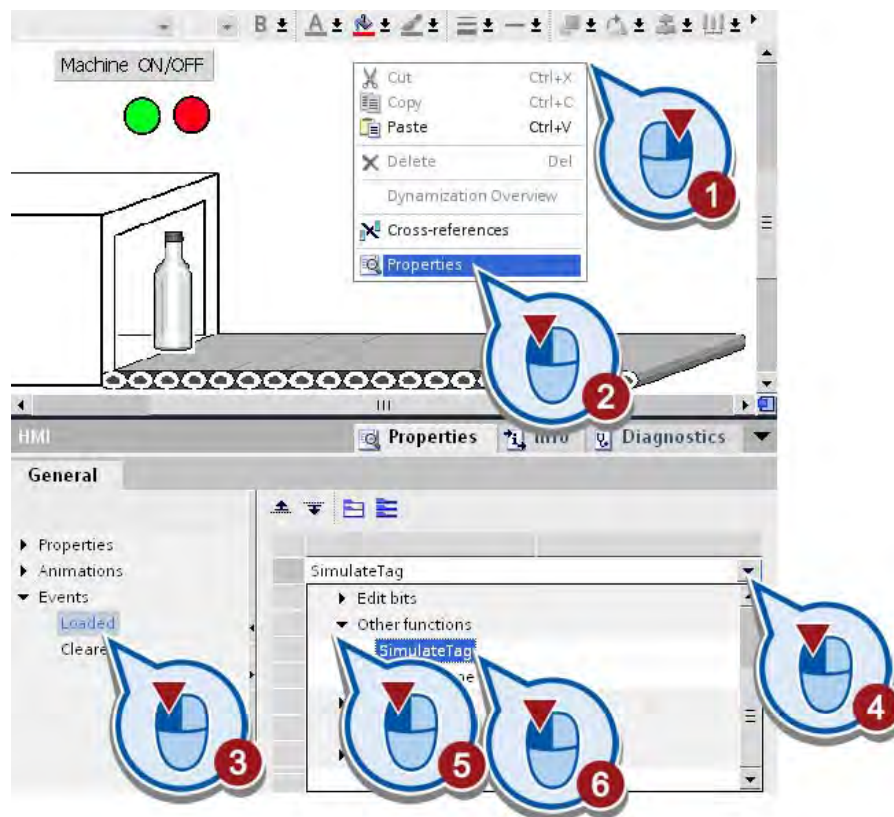 B A
Machine ON/OFF
Cut Ctrl+X
Copy Ctrl+C
Paste Ctrl+V
Delete Del
Dynamization Overview
Cross-references
Properties
1
2
HMI
Properties
Diagnostics
General
Properties
Animations
Events
Loaded
SimulateTag
Edit bits
Other functions
SimulateTag
3
4
5
6